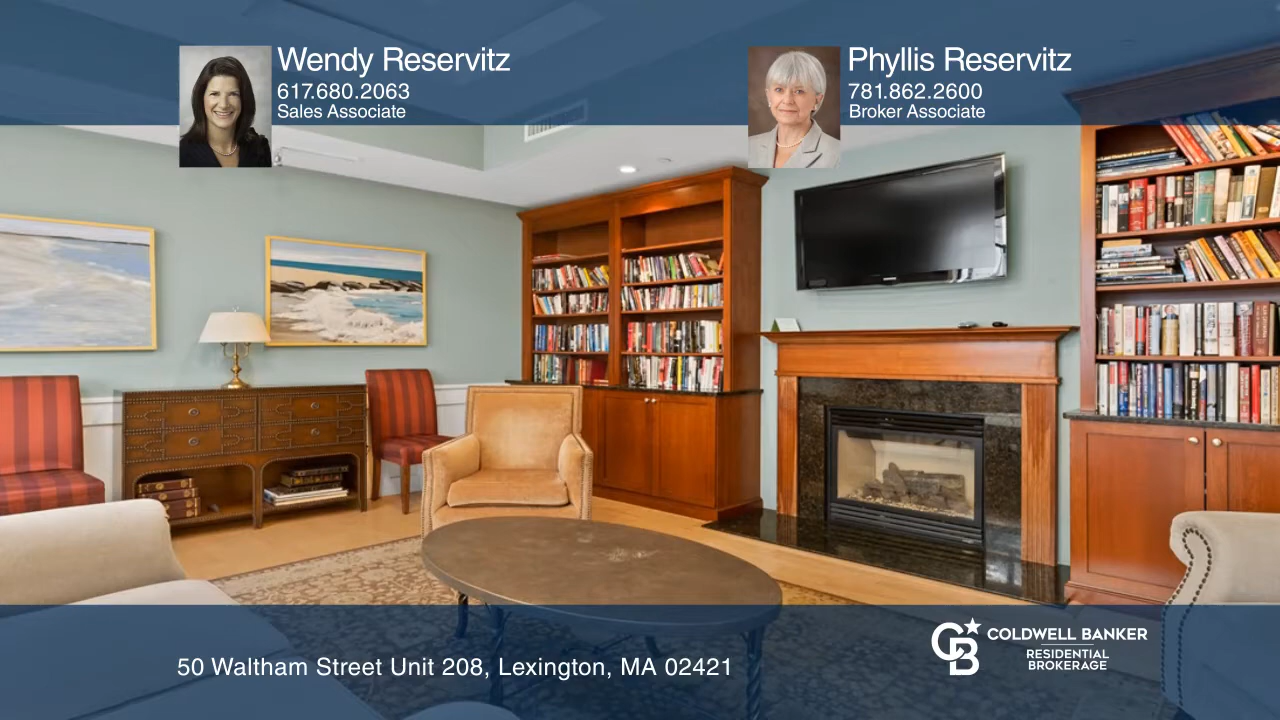 Wendy Reservitz
617.680.2063
Sales Associate
Phyllis Reservitz
781.862.2600
Broker Associate
50 Waltham Street Unit 208, Lexington, MA 02421
CB
COLDWELL BANKER
RESIDENTIAL
BROKERAGE